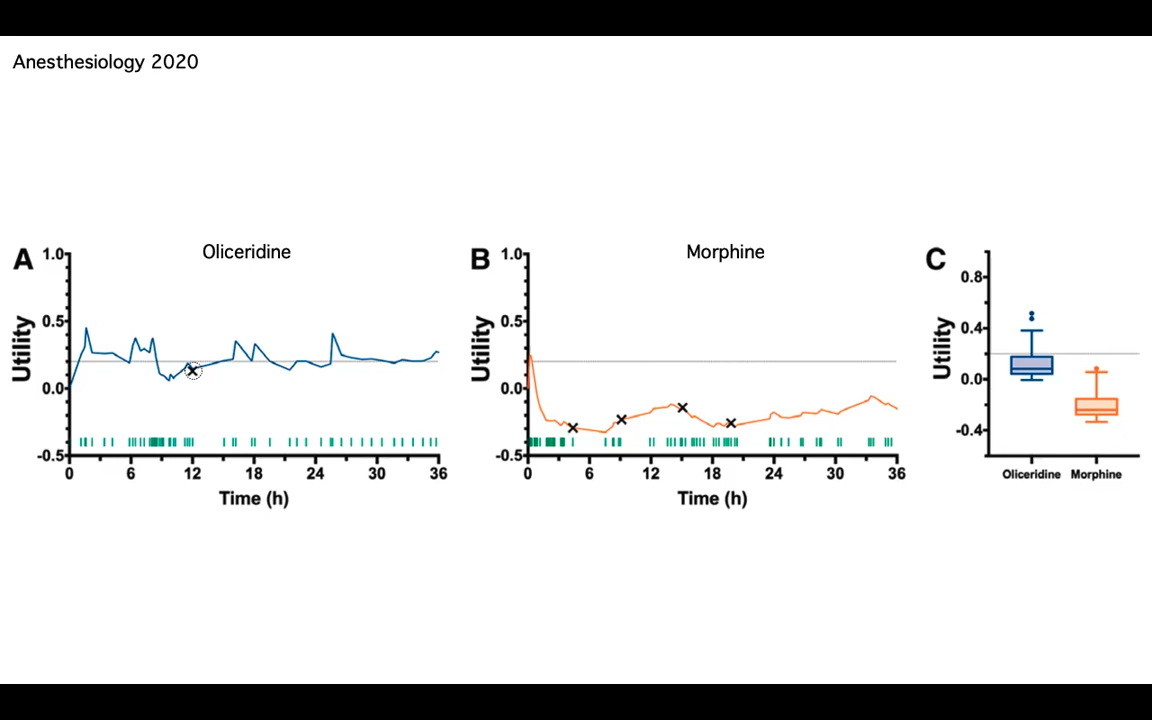 Anesthesiology 2020
A
Oliceridine
Utility
1.0
0.5
0.0
-0.5
0 6 12 18 24 30 36
Time (h)
B
Morphine
Utility
1.0
0.5
0.0
-0.5
0 6 12 18 24 30 36
Time (h)
C
Utility
0.8
0.4
0.0
-0.4
Oliceridine Morphine